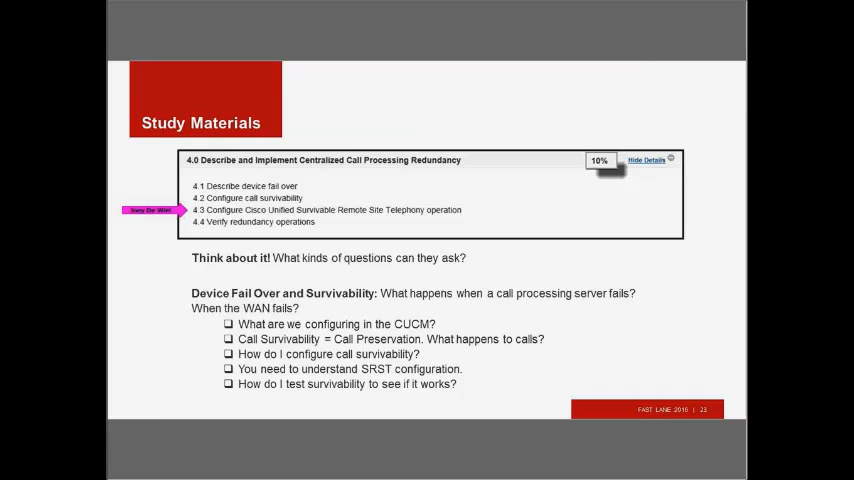 Study Materials
4.0 Describe and Implement Centralized Call Processing Redundancy 10% Hide Details
4.1 Describe device fail over
4.2 Configure call survivability
4.3 Configure Cisco Unified Survivable Remote Site Telephony operation
4.4 Verify redundancy operations
Think about it! What kinds of questions can they ask?
Device Fail Over and Survivability: What happens when a call processing server fails?
When the WAN fails?
❑ What are we configuring in the CUCM?
❑ Call Survivability = Call Preservation. What happens to calls?
❑ How do I configure call survivability?
❑ You need to understand SRST configuration.
❑ How do I test survivability to see if it works?
FAST LANE 2016 | 23